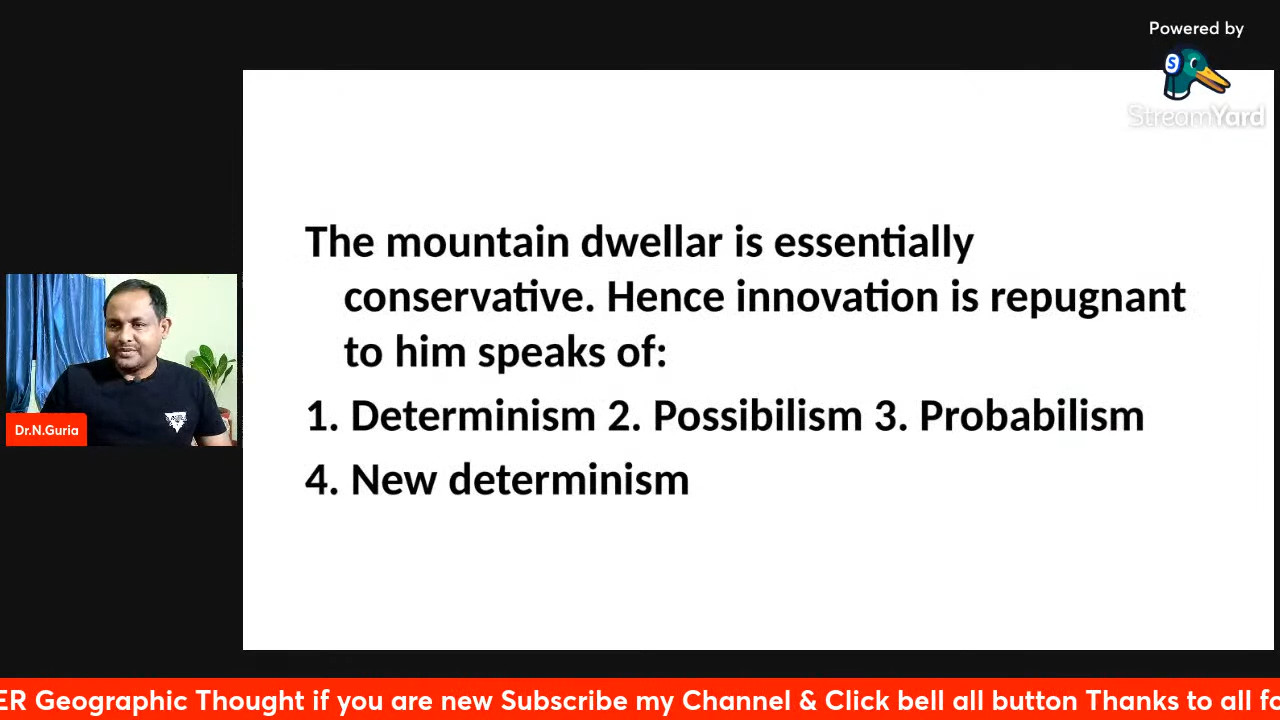 Powered by
StreamYard
The mountain dwellar is essentially
conservative. Hence innovation is repugnant
to him speaks of:
1. Determinism 2. Possibilism 3. Probabilism
4. New determinism
Dr.N.Guria
ER Geographic Thought if you are new Subscribe my Channel & Click bell all button Thanks to all fo